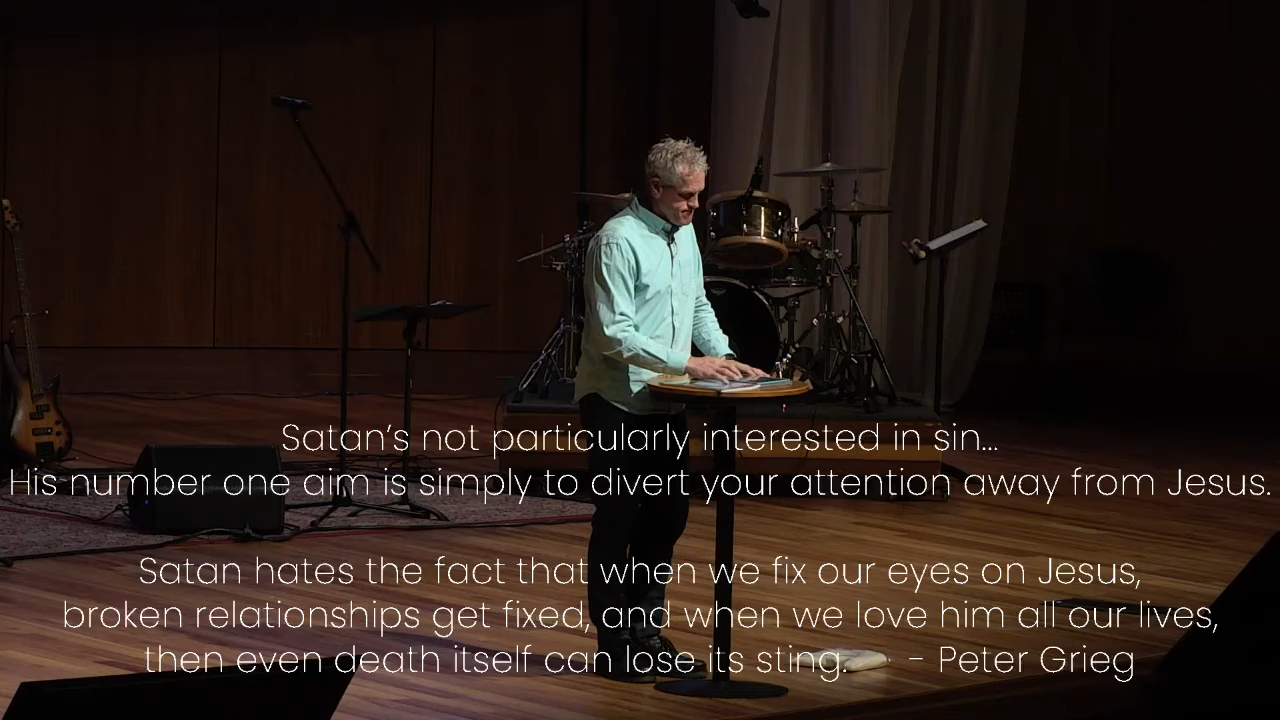 Satan's not particularly interested in sin...
His number one aim is simply to divert your attention away from Jesus.
Satan hates the fact that when we fix our eyes on Jesus,
broken relationships get fixed, and when we love him all our lives,
then even death itself can lose its sting. - Peter Grieg